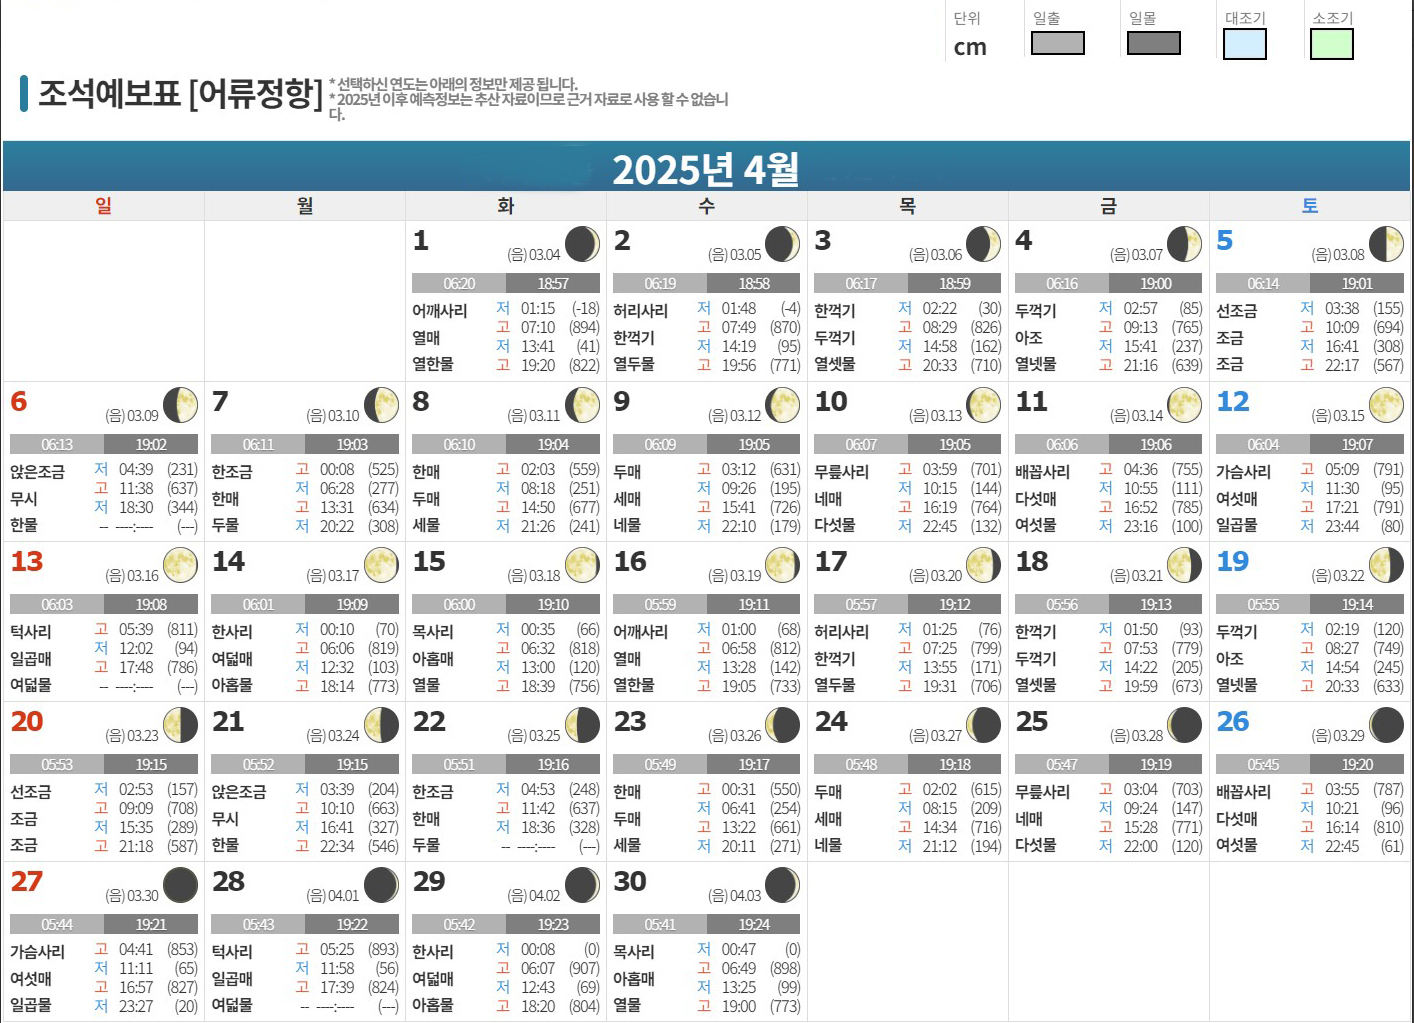 단위 일출 일몰 대조기 소조기
cm
조석예보표 [어류정항]
* 선택하신 연도는 아래의 정보만 제공 됩니다.
* 2025년 이후 예측정보는 추산 자료이므로 근거 자료로 사용 할 수 없습니
다.
2025년 4월
일 월 화 수 목 금 토
1 (음) 03.04
06:20 18:57
어깨사리
열매
열한물
저 01:15 (-18)
고 07:10 (894)
저 13:41 (41)
고 19:20 (822)
2 (음) 03.05
06:19 18:58
허리사리
한꺽기
열두물
저 01:48 (-4)
고 07:49 (870)
저 14:19 (95)
고 19:56 (771)
3 (음) 03.06
06:17 18:59
한꺽기
두꺽기
열셋물
저 02:22 (30)
고 08:29 (826)
저 14:58 (162)
고 20:33 (710)
4 (음) 03.07
06:16 19:00
두꺽기
아조
열넷물
저 02:57 (85)
고 09:13 (765)
저 15:41 (237)
고 21:16 (639)
5 (음) 03.08
06:14 19:01
선조금
조금
조금
저 03:38 (155)
고 10:09 (694)
저 16:41 (308)
고 22:17 (567)
6 (음) 03.09
06:13 19:02
앉은조금
무시
한물
저 04:39 (231)
고 11:38 (637)
저 18:30 (344)
-- ----:---- (---)
7 (음) 03.10
06:11 19:03
한조금
한매
두물
고 00:08 (525)
저 06:28 (277)
고 13:31 (634)
저 20:22 (308)
8 (음) 03.11
06:10 19:04
한매
두매
세물
고 02:03 (559)
저 08:18 (251)
고 14:50 (677)
저 21:26 (241)
9 (음) 03.12
06:09 19:05
두매
세매
네물
고 03:12 (631)
저 09:26 (195)
고 15:41 (726)
저 22:10 (179)
10 (음) 03.13
06:07 19:05
무릎사리
네매
다섯물
고 03:59 (701)
저 10:15 (144)
고 16:19 (764)
저 22:45 (132)
11 (음) 03.14
06:06 19:06
배꼽사리
다섯매
여섯물
고 04:36 (755)
저 10:55 (111)
고 16:52 (785)
저 23:16 (100)
12 (음) 03.15
06:04 19:07
가슴사리
여섯매
일곱물
고 05:09 (791)
저 11:30 (95)
고 17:21 (791)
저 23:44 (80)
13 (음) 03.16
06:03 19:08
턱사리
일곱매
여덟물
고 05:39 (811)
저 12:02 (94)
고 17:48 (786)
-- ----:---- (---)
14 (음) 03.17
06:01 19:09
한사리
여덟매
아홉물
저 00:10 (70)
고 06:06 (819)
저 12:32 (103)
고 18:14 (773)
15 (음) 03.18
06:00 19:10
목사리
아홉매
열물
저 00:35 (66)
고 06:32 (818)
저 13:00 (120)
고 18:39 (756)
16 (음) 03.19
05:59 19:11
어깨사리
열매
열한물
저 01:00 (68)
고 06:58 (812)
저 13:28 (142)
고 19:05 (733)
17 (음) 03.20
05:57 19:12
허리사리
한꺽기
열두물
저 01:25 (76)
고 07:25 (799)
저 13:55 (171)
고 19:31 (706)
18 (음) 03.21
05:56 19:13
한꺽기
두꺽기
열셋물
저 01:50 (93)
고 07:53 (779)
저 14:22 (205)
고 19:59 (673)
19 (음) 03.22
05:55 19:14
두꺽기
아조
열넷물
저 02:19 (120)
고 08:27 (749)
저 14:54 (245)
고 20:33 (633)
20 (음) 03.23
05:53 19:15
선조금
조금
조금
저 02:53 (157)
고 09:09 (708)
저 15:35 (289)
고 21:18 (587)
21 (음) 03.24
05:52 19:15
앉은조금
무시
한물
저 03:39 (204)
고 10:10 (663)
저 16:41 (327)
고 22:34 (546)
22 (음) 03.25
05:51 19:16
한조금
한매
두물
저 04:53 (248)
고 11:42 (637)
저 18:36 (328)
-- ----:---- (---)
23 (음) 03.26
05:49 19:17
한매
두매
세물
고 00:31 (550)
저 06:41 (254)
고 13:22 (661)
저 20:11 (271)
24 (음) 03.27
05:48 19:18
두매
세매
네물
고 02:02 (615)
저 08:15 (209)
고 14:34 (716)
저 21:12 (194)
25 (음) 03.28
05:47 19:19
무릎사리
네매
다섯물
고 03:04 (703)
저 09:24 (147)
고 15:28 (771)
저 22:00 (120)
26 (음) 03.29
05:45 19:20
배꼽사리
다섯매
여섯물
고 03:55 (787)
저 10:21 (96)
고 16:14 (810)
저 22:45 (61)
27 (음) 03.30
05:44 19:21
가슴사리
여섯매
일곱물
고 04:41 (853)
저 11:11 (65)
고 16:57 (827)
저 23:27 (20)
28 (음) 04.01
05:43 19:22
턱사리
일곱매
여덟물
고 05:25 (893)
저 11:58 (56)
고 17:39 (824)
-- ----:---- (---)
29 (음) 04.02
05:42 19:23
한사리
여덟매
아홉물
저 00:08 (0)
고 06:07 (907)
저 12:43 (69)
고 18:20 (804)
30 (음) 04.03
05:41 19:24
목사리
아홉매
열물
저 00:47 (0)
고 06:49 (898)
저 13:25 (99)
고 19:00 (773)